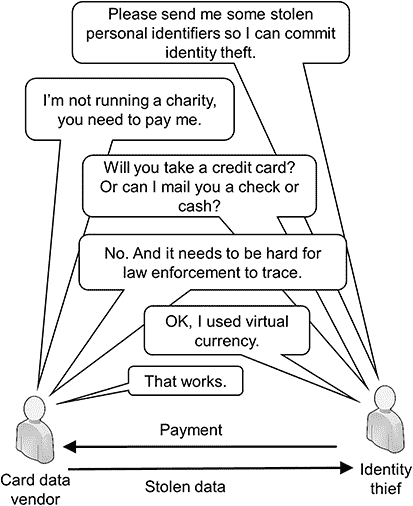 Please send me some stolen
personal identifiers so I can commit
identity theft.
I'm not running a charity,
you need to pay me.
Will you take a credit card?
Or can I mail you a check or
cash?
No. And it needs to be hard for
law enforcement to trace.
OK, I used virtual
currency.
That works.
Payment
Card data
vendor
Stolen data
Identity
thief